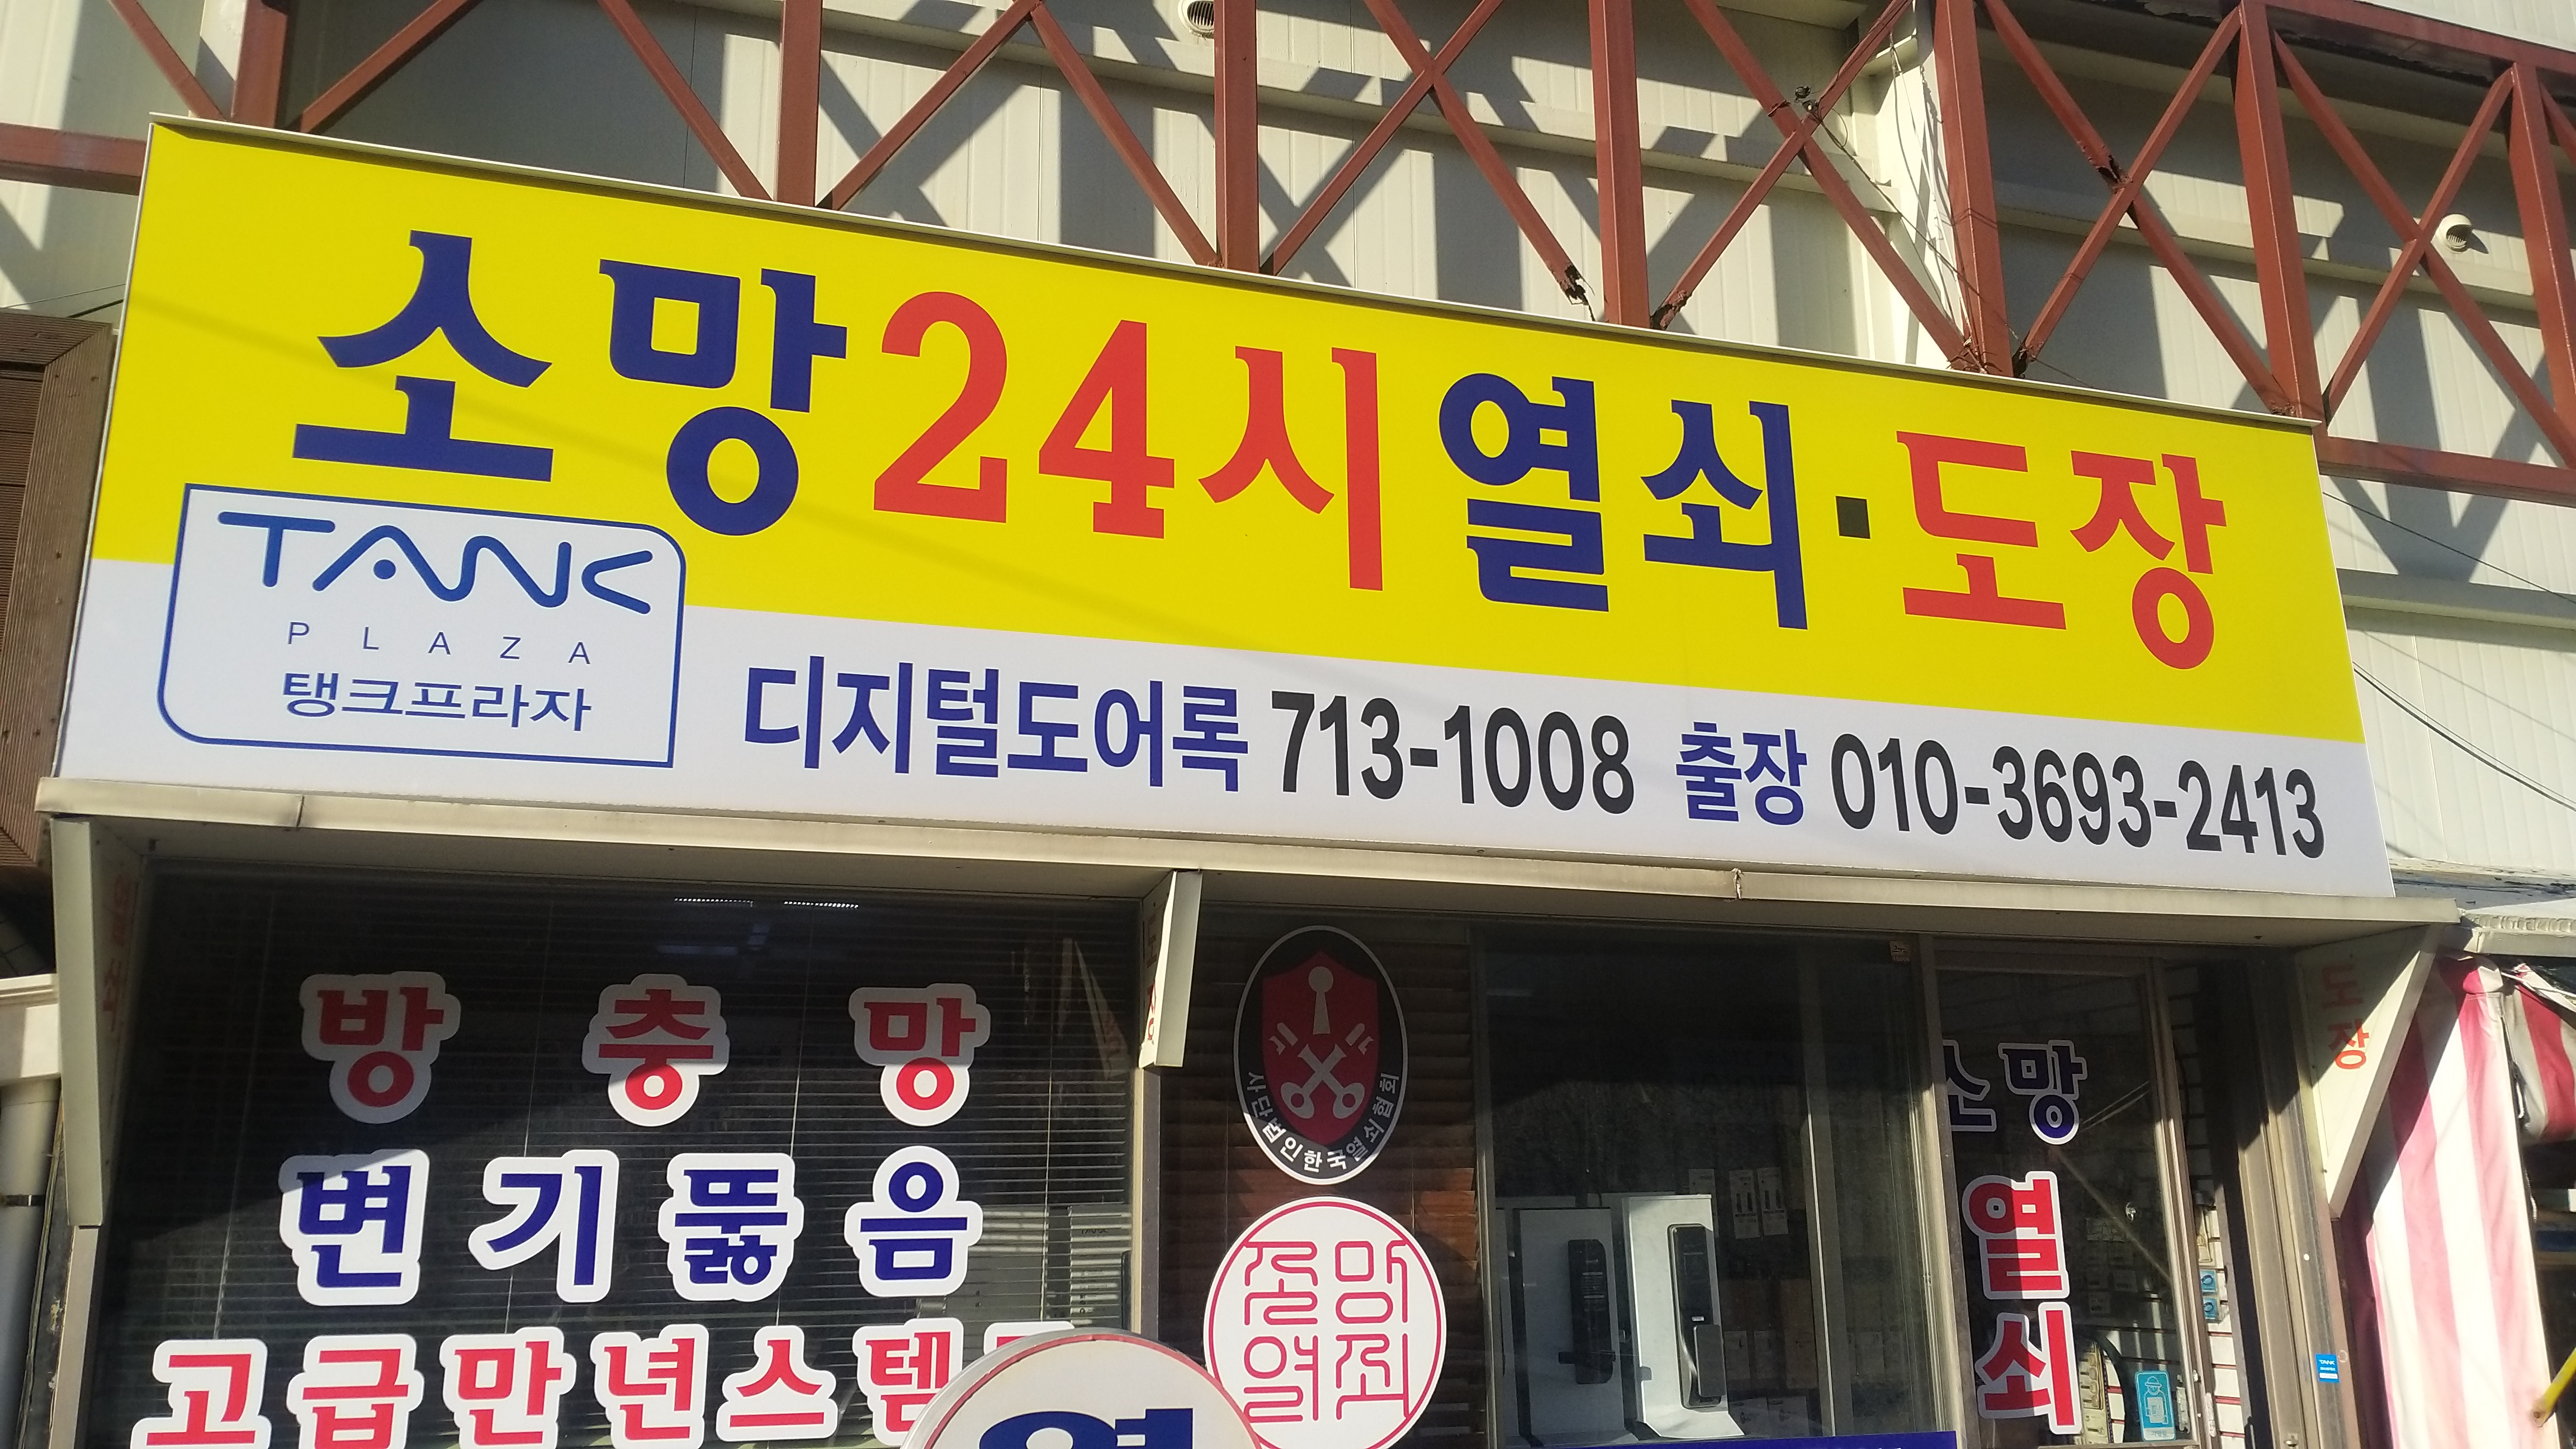 소망24시열쇠·도장
TANK
PLAZA
탱크프라자
디지털도어록 713-1008 출장 010-3693-2413
방충망
변기뚫음
고급만년스템
사단법인한국열쇠협회
소망
열쇠
소망
열쇠
도장
TANK